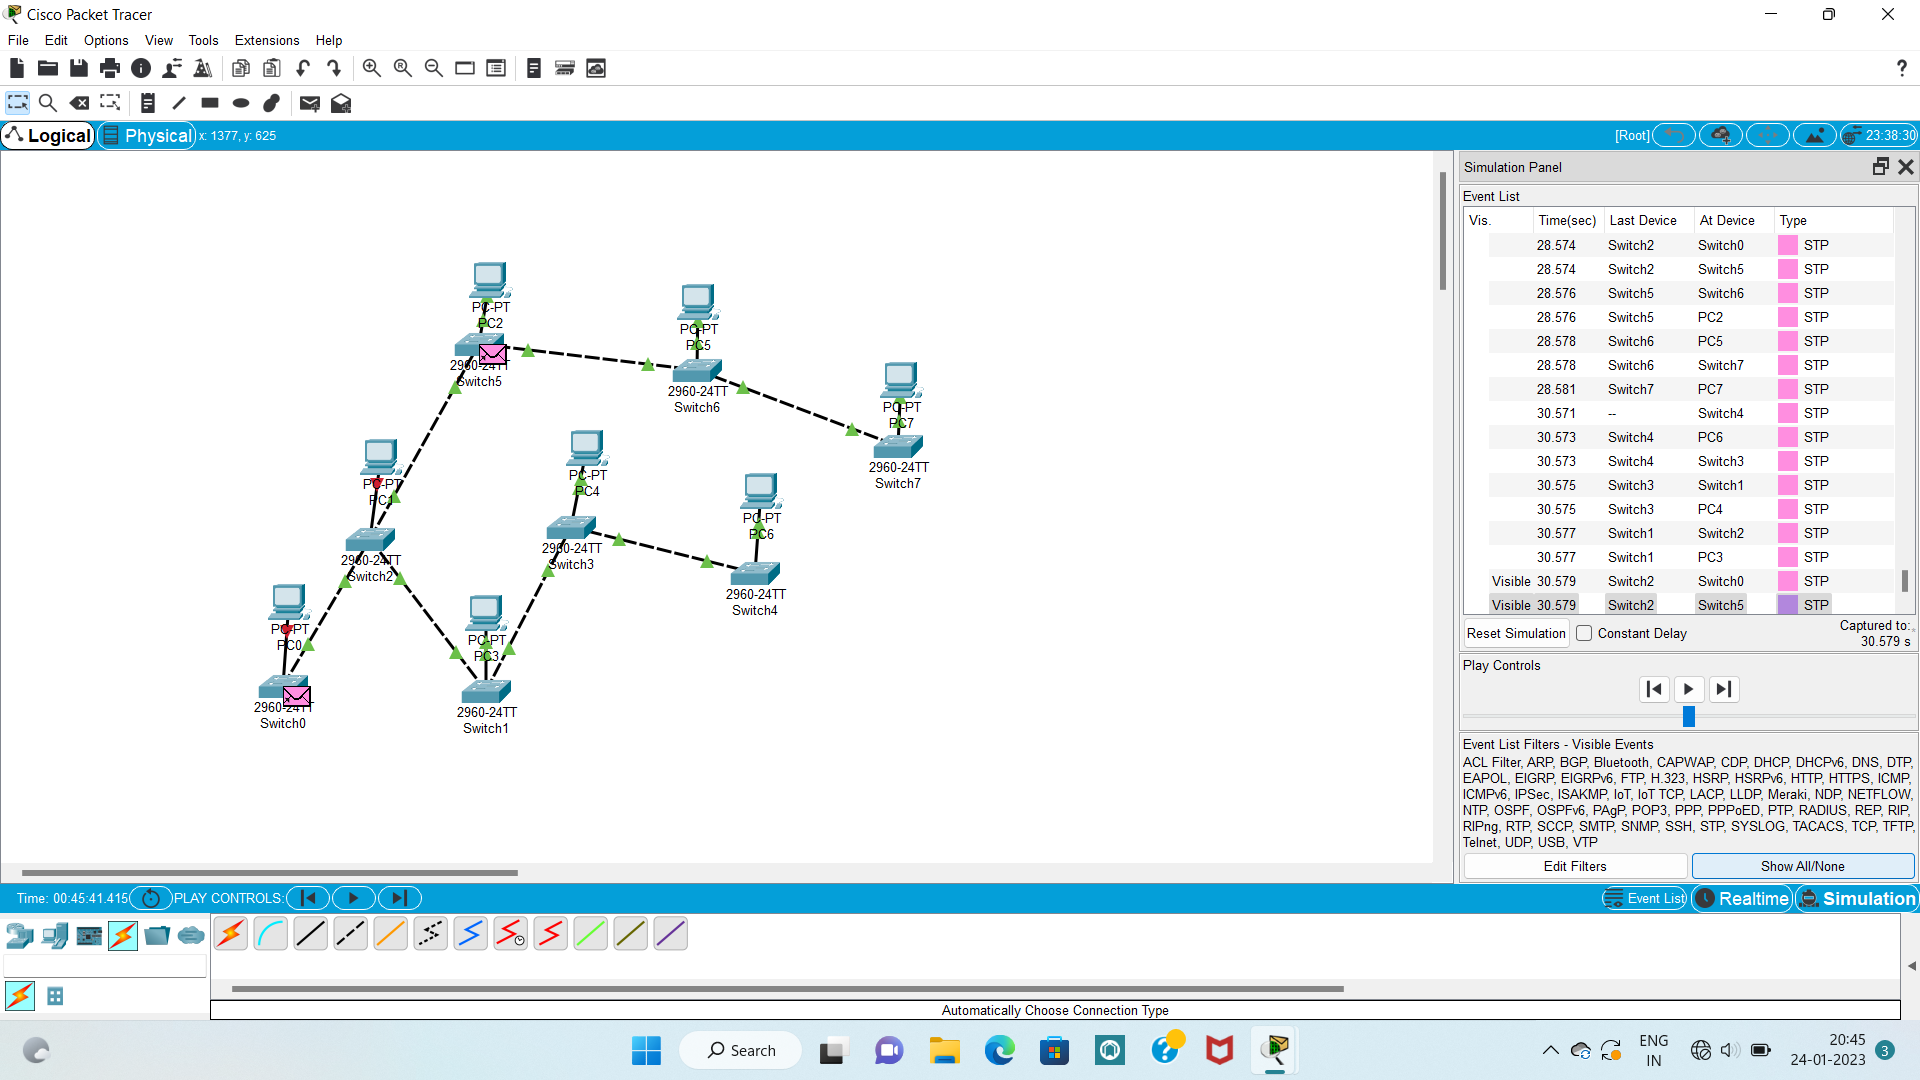 Cisco Packet Tracer
File Edit Options View Tools Extensions Help
?
Logical Physical x: 1377, y: 625 [Root] 23:38:30
Simulation Panel
Event List
Vis. Time(sec) Last Device At Device Type
28.574 Switch2 Switch0 STP
28.574 Switch2 Switch5 STP
28.576 Switch5 Switch6 STP
28.576 Switch5 PC2 STP
28.578 Switch6 PC5 STP
28.578 Switch6 Switch7 STP
28.581 Switch7 PC7 STP
30.571 -- Switch4 STP
30.573 Switch4 PC6 STP
30.573 Switch4 Switch3 STP
30.575 Switch3 Switch1 STP
30.575 Switch3 PC4 STP
30.577 Switch1 Switch2 STP
30.577 Switch1 PC3 STP
Visible 30.579 Switch2 Switch0 STP
Visible 30.579 Switch2 Switch5 STP
Reset Simulation Constant Delay Captured to:
30.579 s
Play Controls
Event List Filters - Visible Events
ACL Filter, ARP, BGP, Bluetooth, CAPWAP, CDP, DHCP, DHCPv6, DNS, DTP,
EAPOL, EIGRP, EIGRPv6, FTP, H.323, HSRP, HSRPv6, HTTP, HTTPS, ICMP,
ICMPv6, IPSec, ISAKMP, IoT, IoT TCP, LACP, LLDP, Meraki, NDP, NETFLOW,
NTP, OSPF, OSPFv6, PAgP, POP3, PPP, PPPoED, PTP, RADIUS, REP, RIP,
RIPng, RTP, SCCP, SMTP, SNMP, SSH, STP, SYSLOG, TACACS, TCP, TFTP,
Telnet, UDP, USB, VTP
Edit Filters Show All/None
PC-PT
PC2
2960-24TT
Switch5
PC-PT
PC5
2960-24TT
Switch6
PC-PT
PC7
2960-24TT
Switch7
PC-PT
PC1
2960-24TT
Switch2
PC-PT
PC4
2960-24TT
Switch3
PC-PT
PC6
2960-24TT
Switch4
PC-PT
PC0
2960-24TT
Switch0
PC-PT
PC3
2960-24TT
Switch1
Time: 00:45:41.415 PLAY CONTROLS: Event List Realtime Simulation
Automatically Choose Connection Type
Search
ENG
IN
20:45
24-01-2023
3